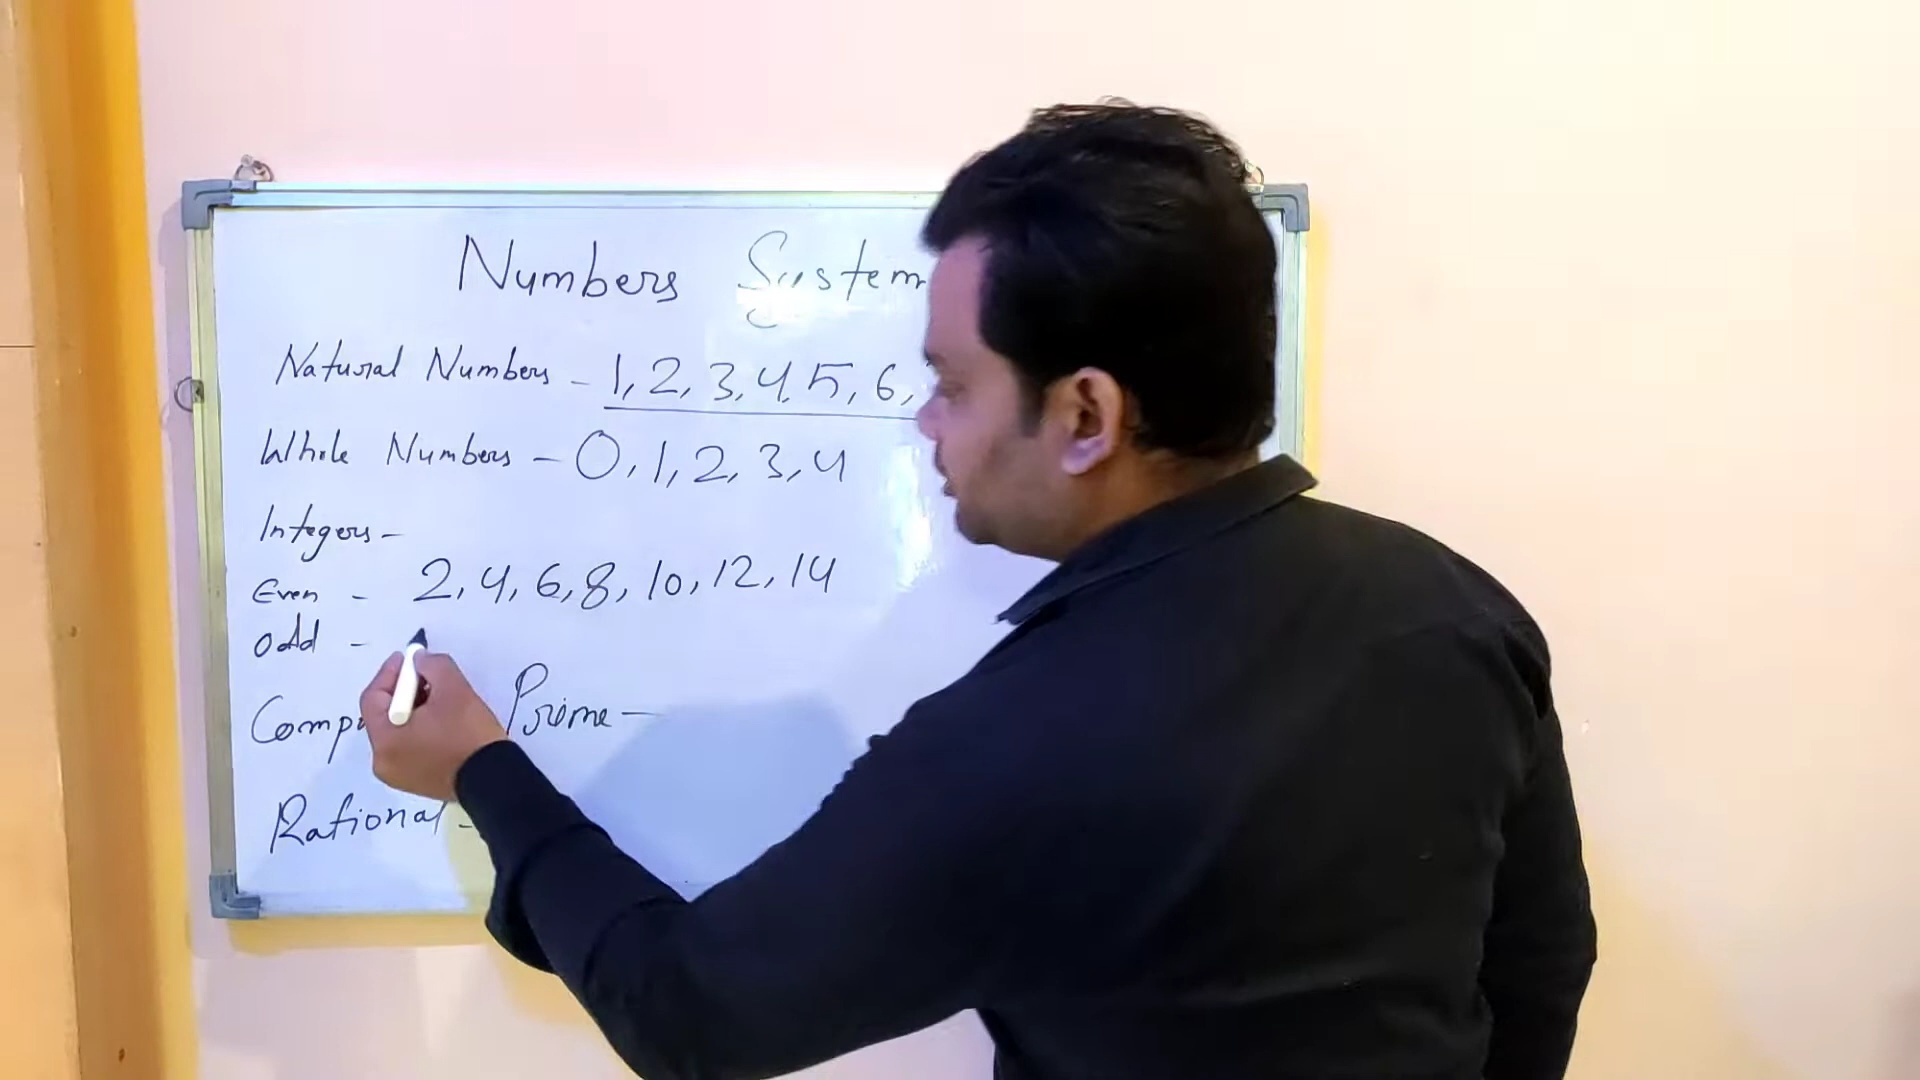 Numbers System
Natural Numbers - 1, 2, 3, 4, 5, 6,
Whole Numbers - 0, 1, 2, 3, 4
Integers -
Even - 2, 4, 6, 8, 10, 12, 14
Odd -
Prime -
Rational -